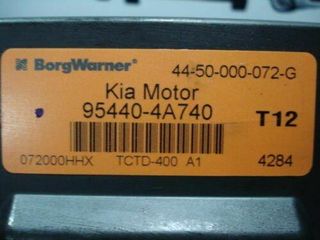 BorgWarner® 44-50-000-072-G
Kia Motor
95440-4A740 T12
072000HHX TCTD-400 A1 4284